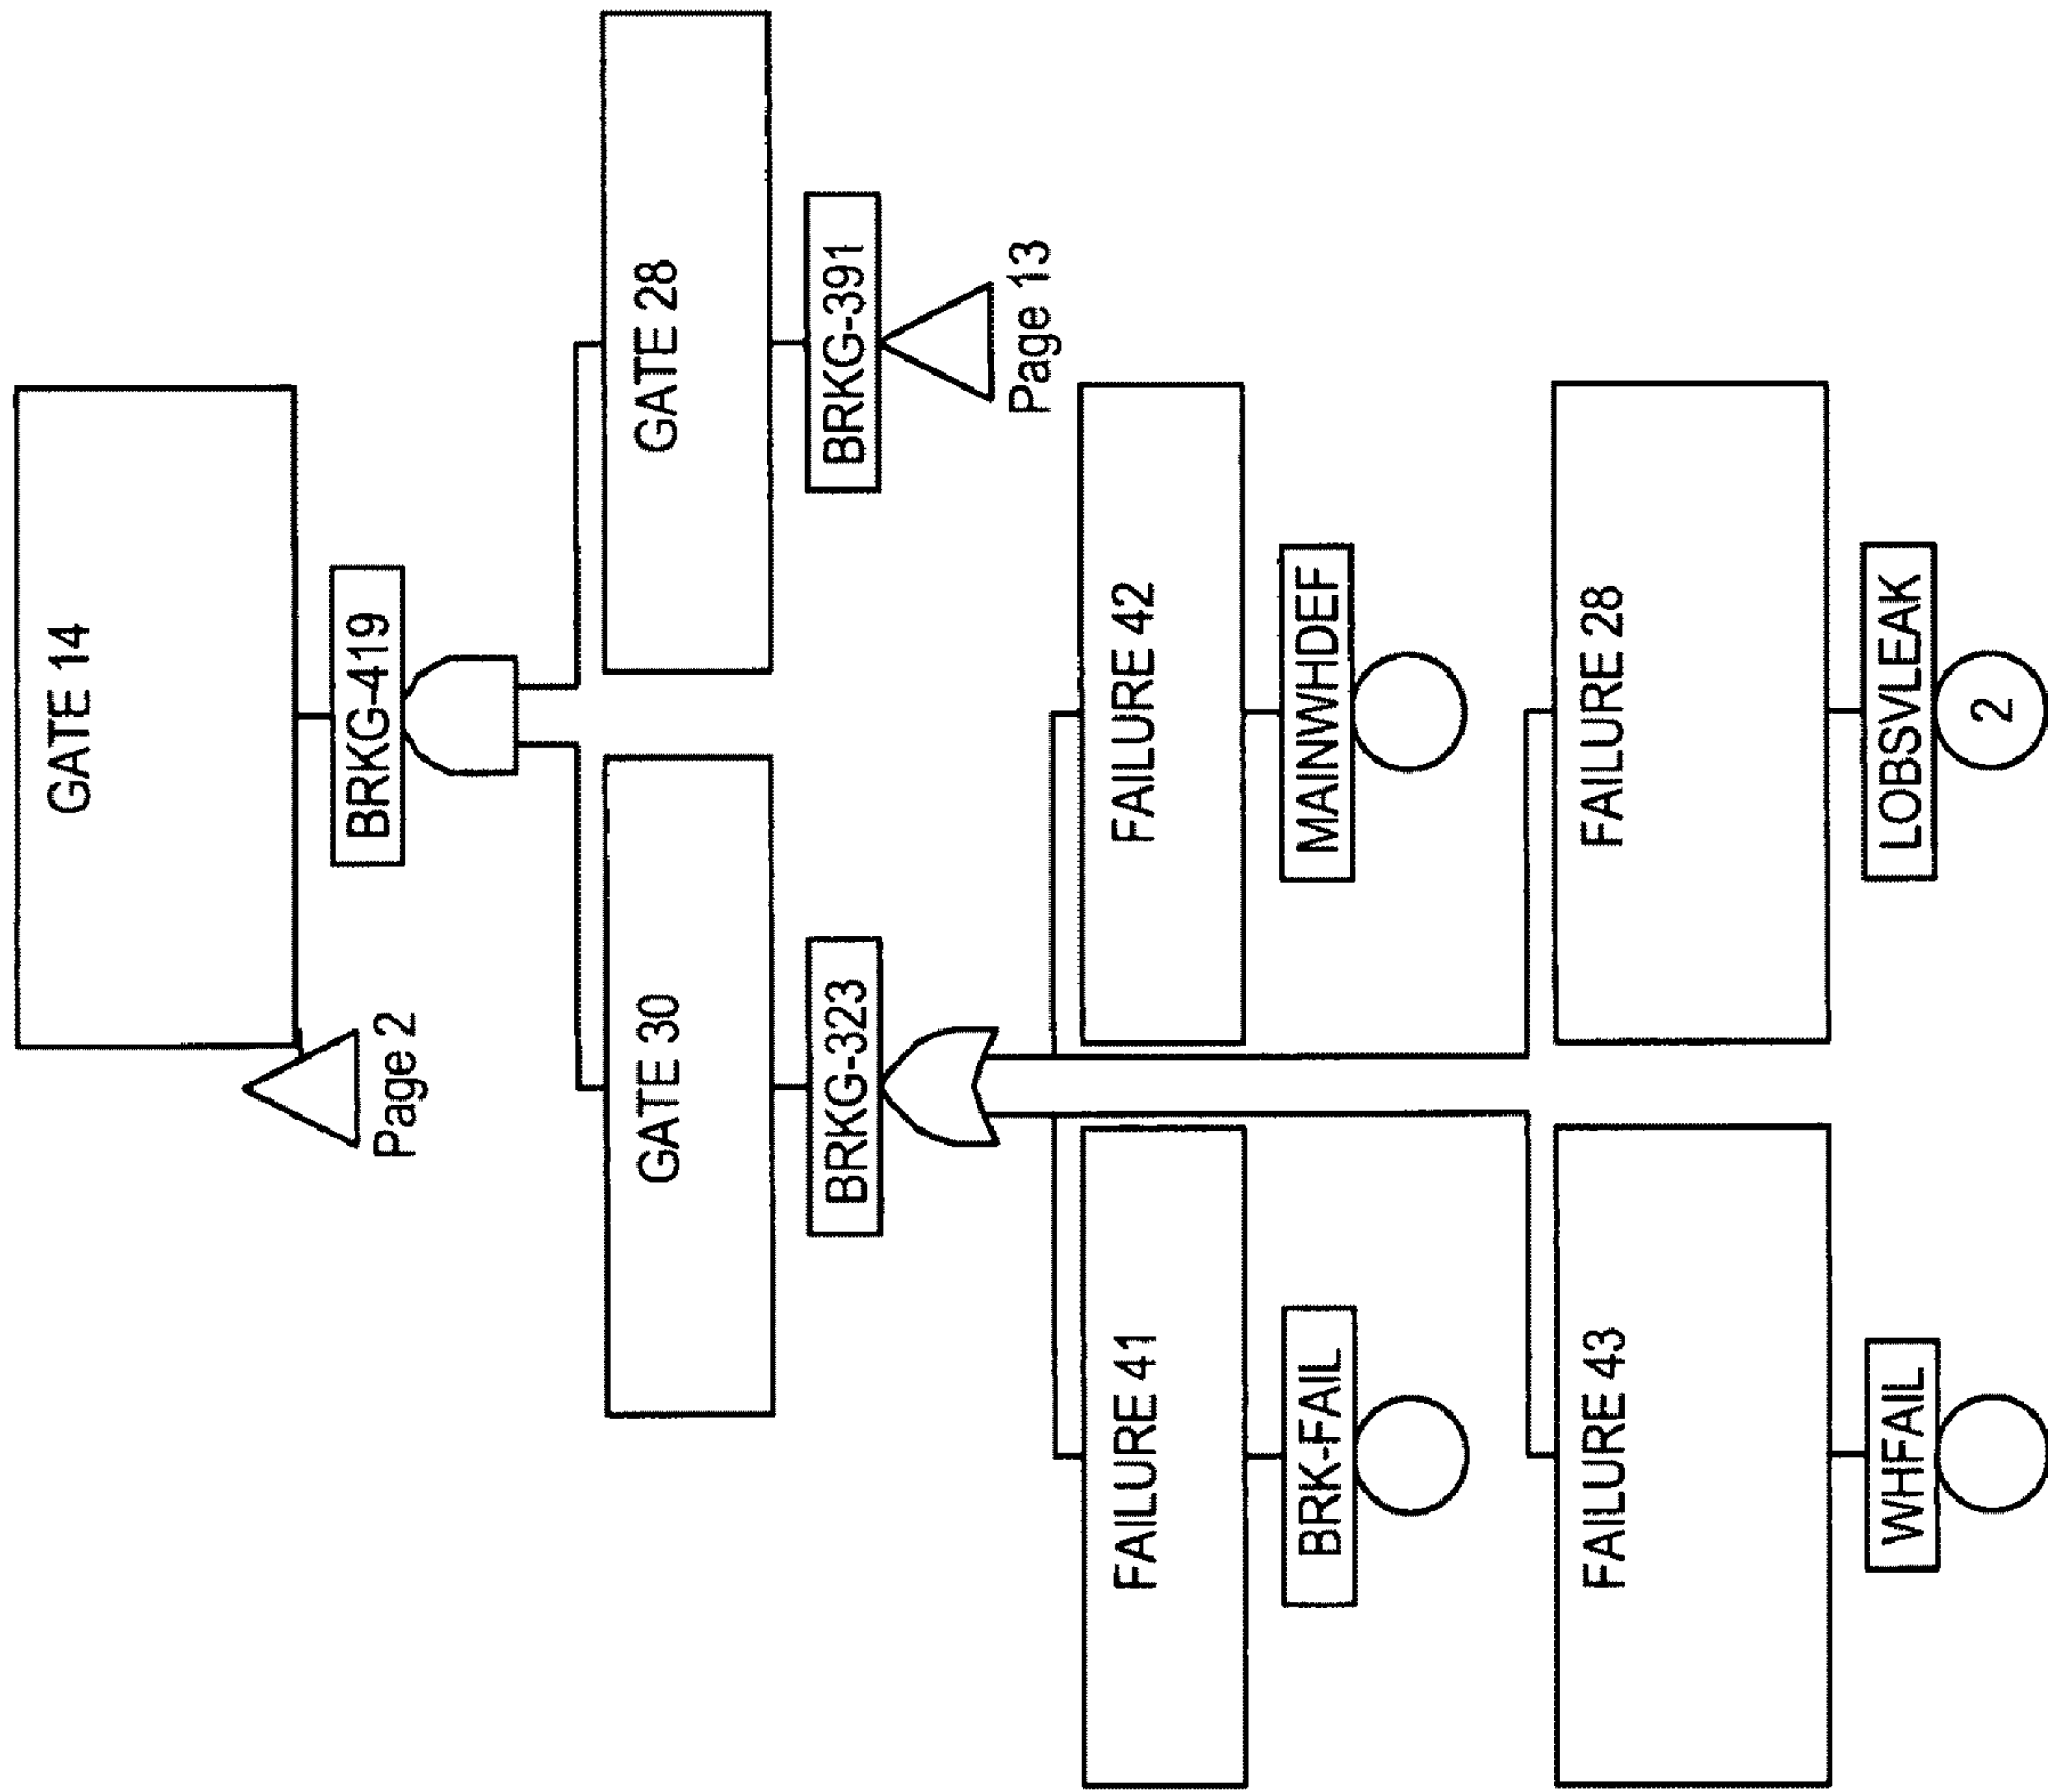 GATE 14
Page 2
BRKG-419
GATE 30
GATE 28
BRKG-323
BRKG-391
Page 13
FAILURE 41
FAILURE 42
BRK-FAIL
MAINWHDEF
FAILURE 43
FAILURE 28
WHFAIL
LOBSVLEAK
2